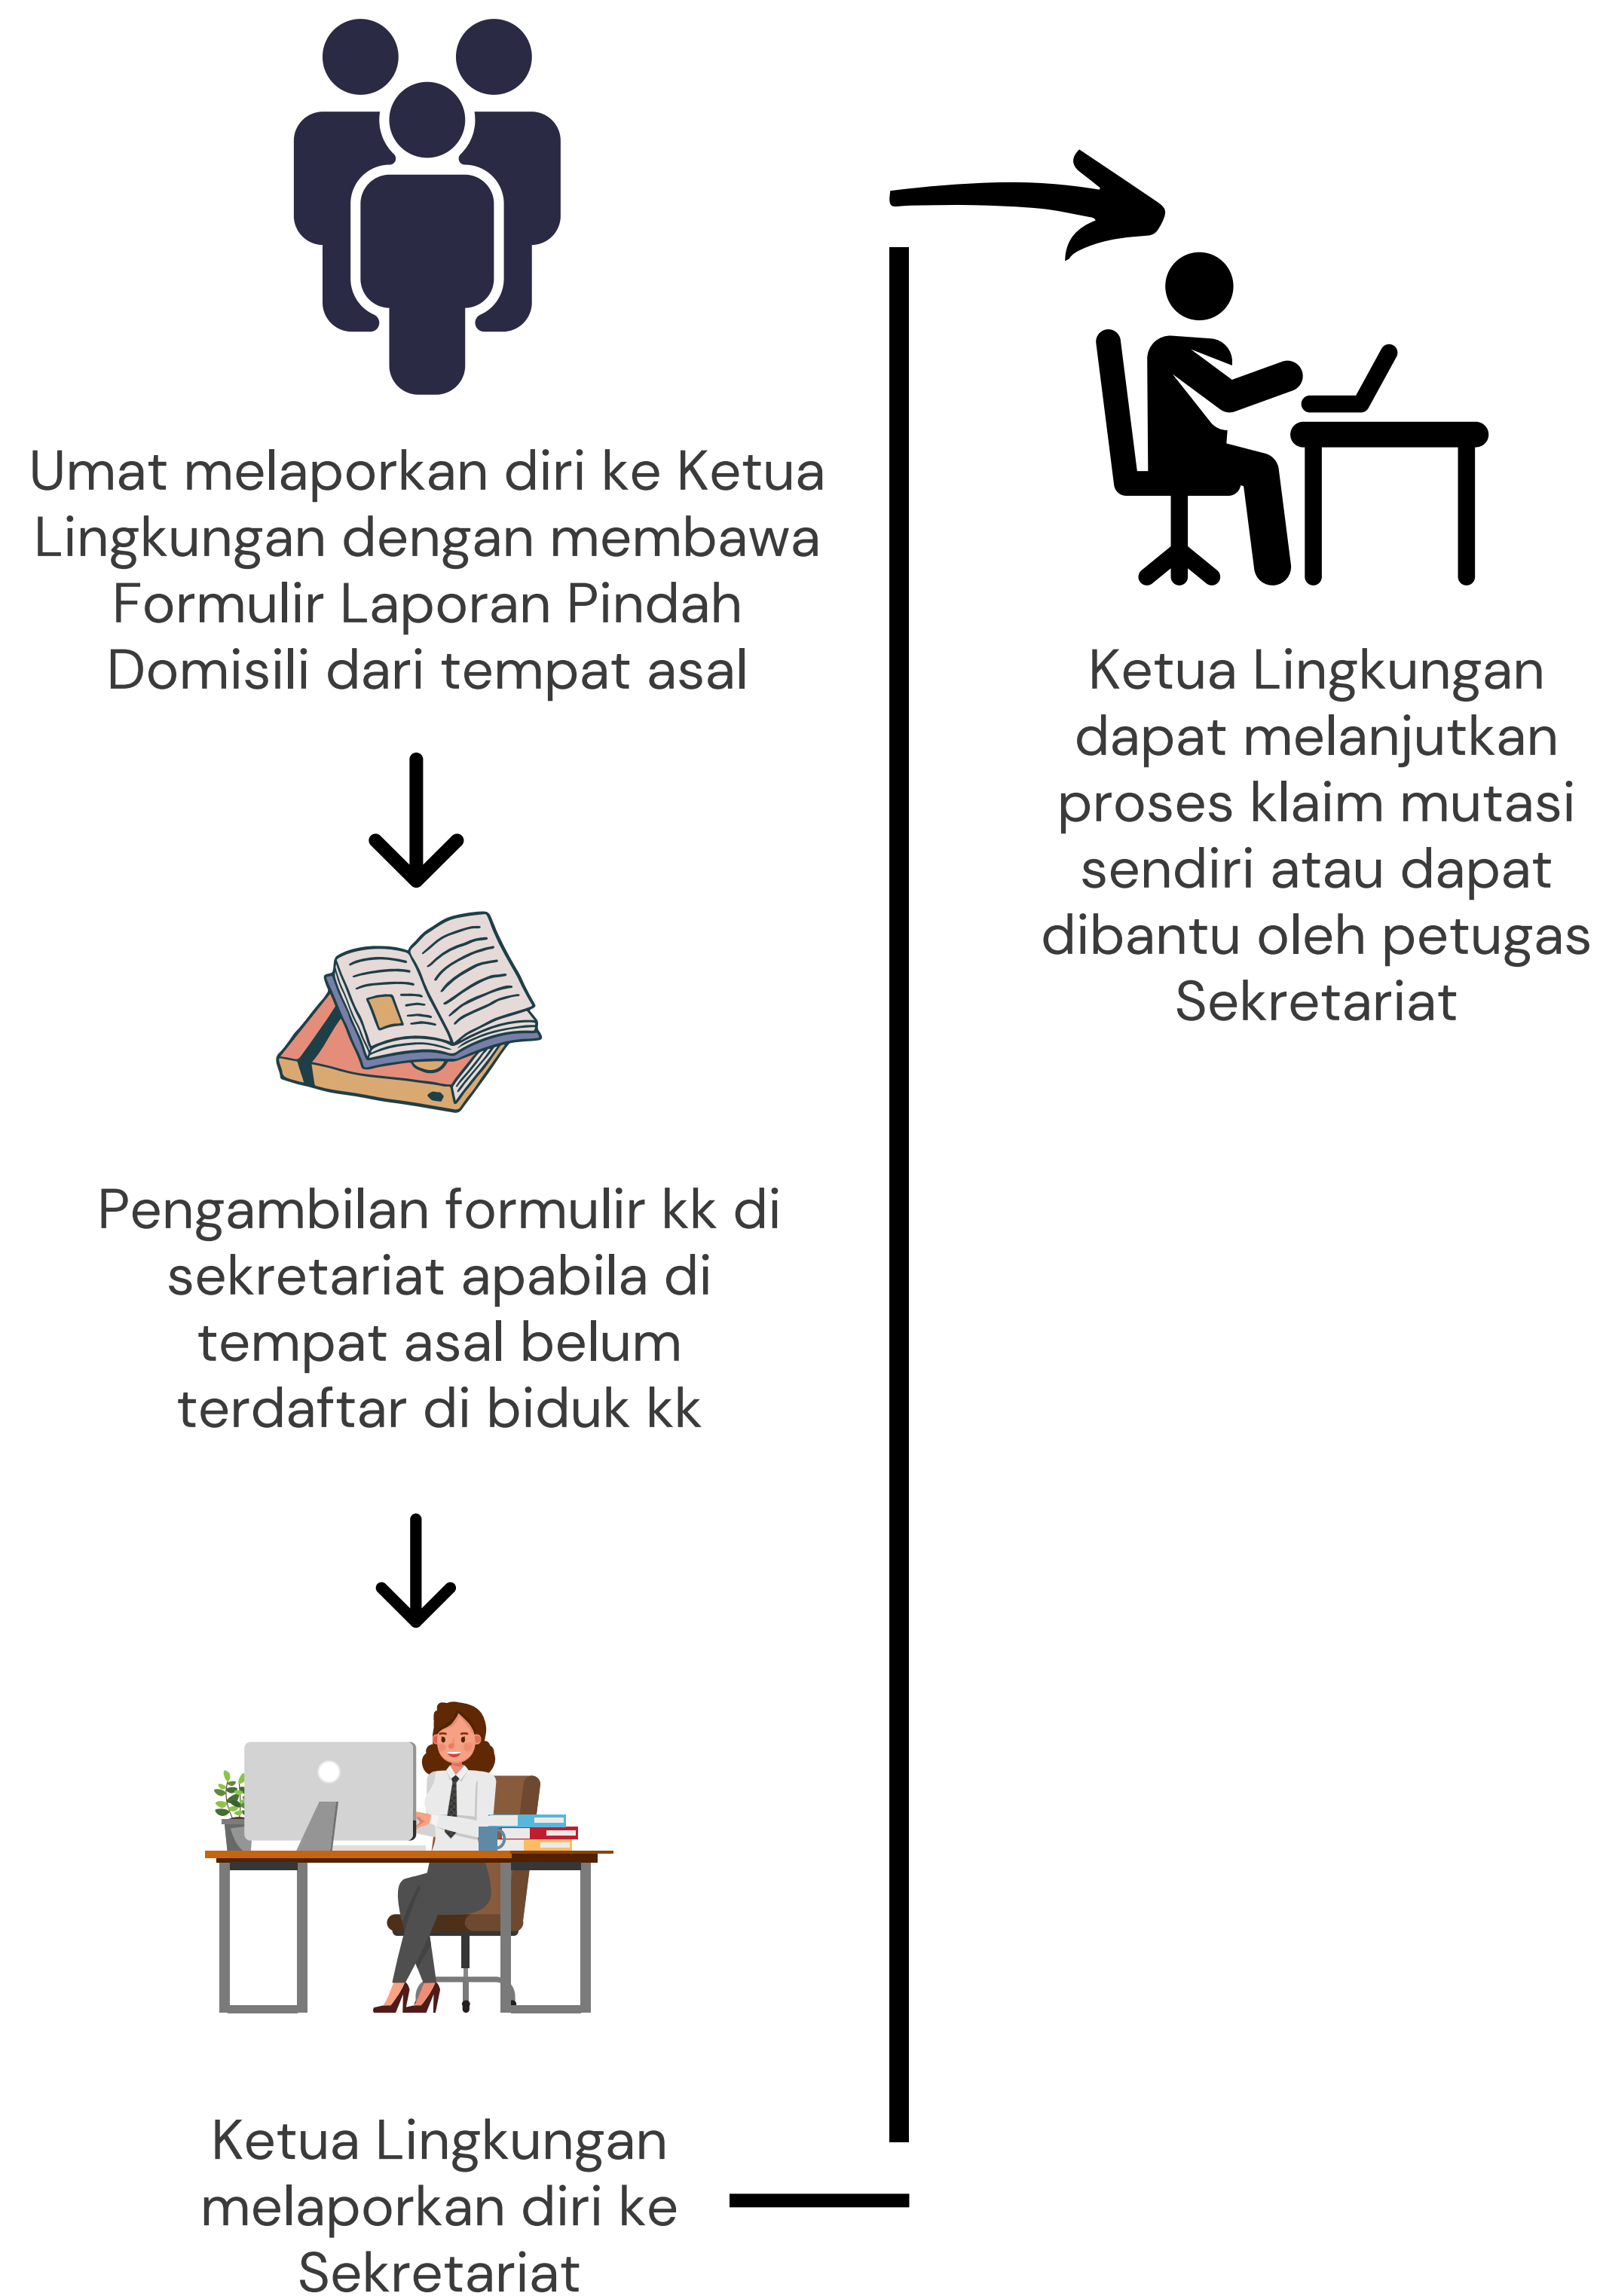 Umat melaporkan diri ke Ketua
Lingkungan dengan membawa
Formulir Laporan Pindah
Domisili dari tempat asal
Pengambilan formulir kk di
sekretariat apabila di
tempat asal belum
terdaftar di biduk kk
Ketua Lingkungan
melaporkan diri ke
Sekretariat
Ketua Lingkungan
dapat melanjutkan
proses klaim mutasi
sendiri atau dapat
dibantu oleh petugas
Sekretariat